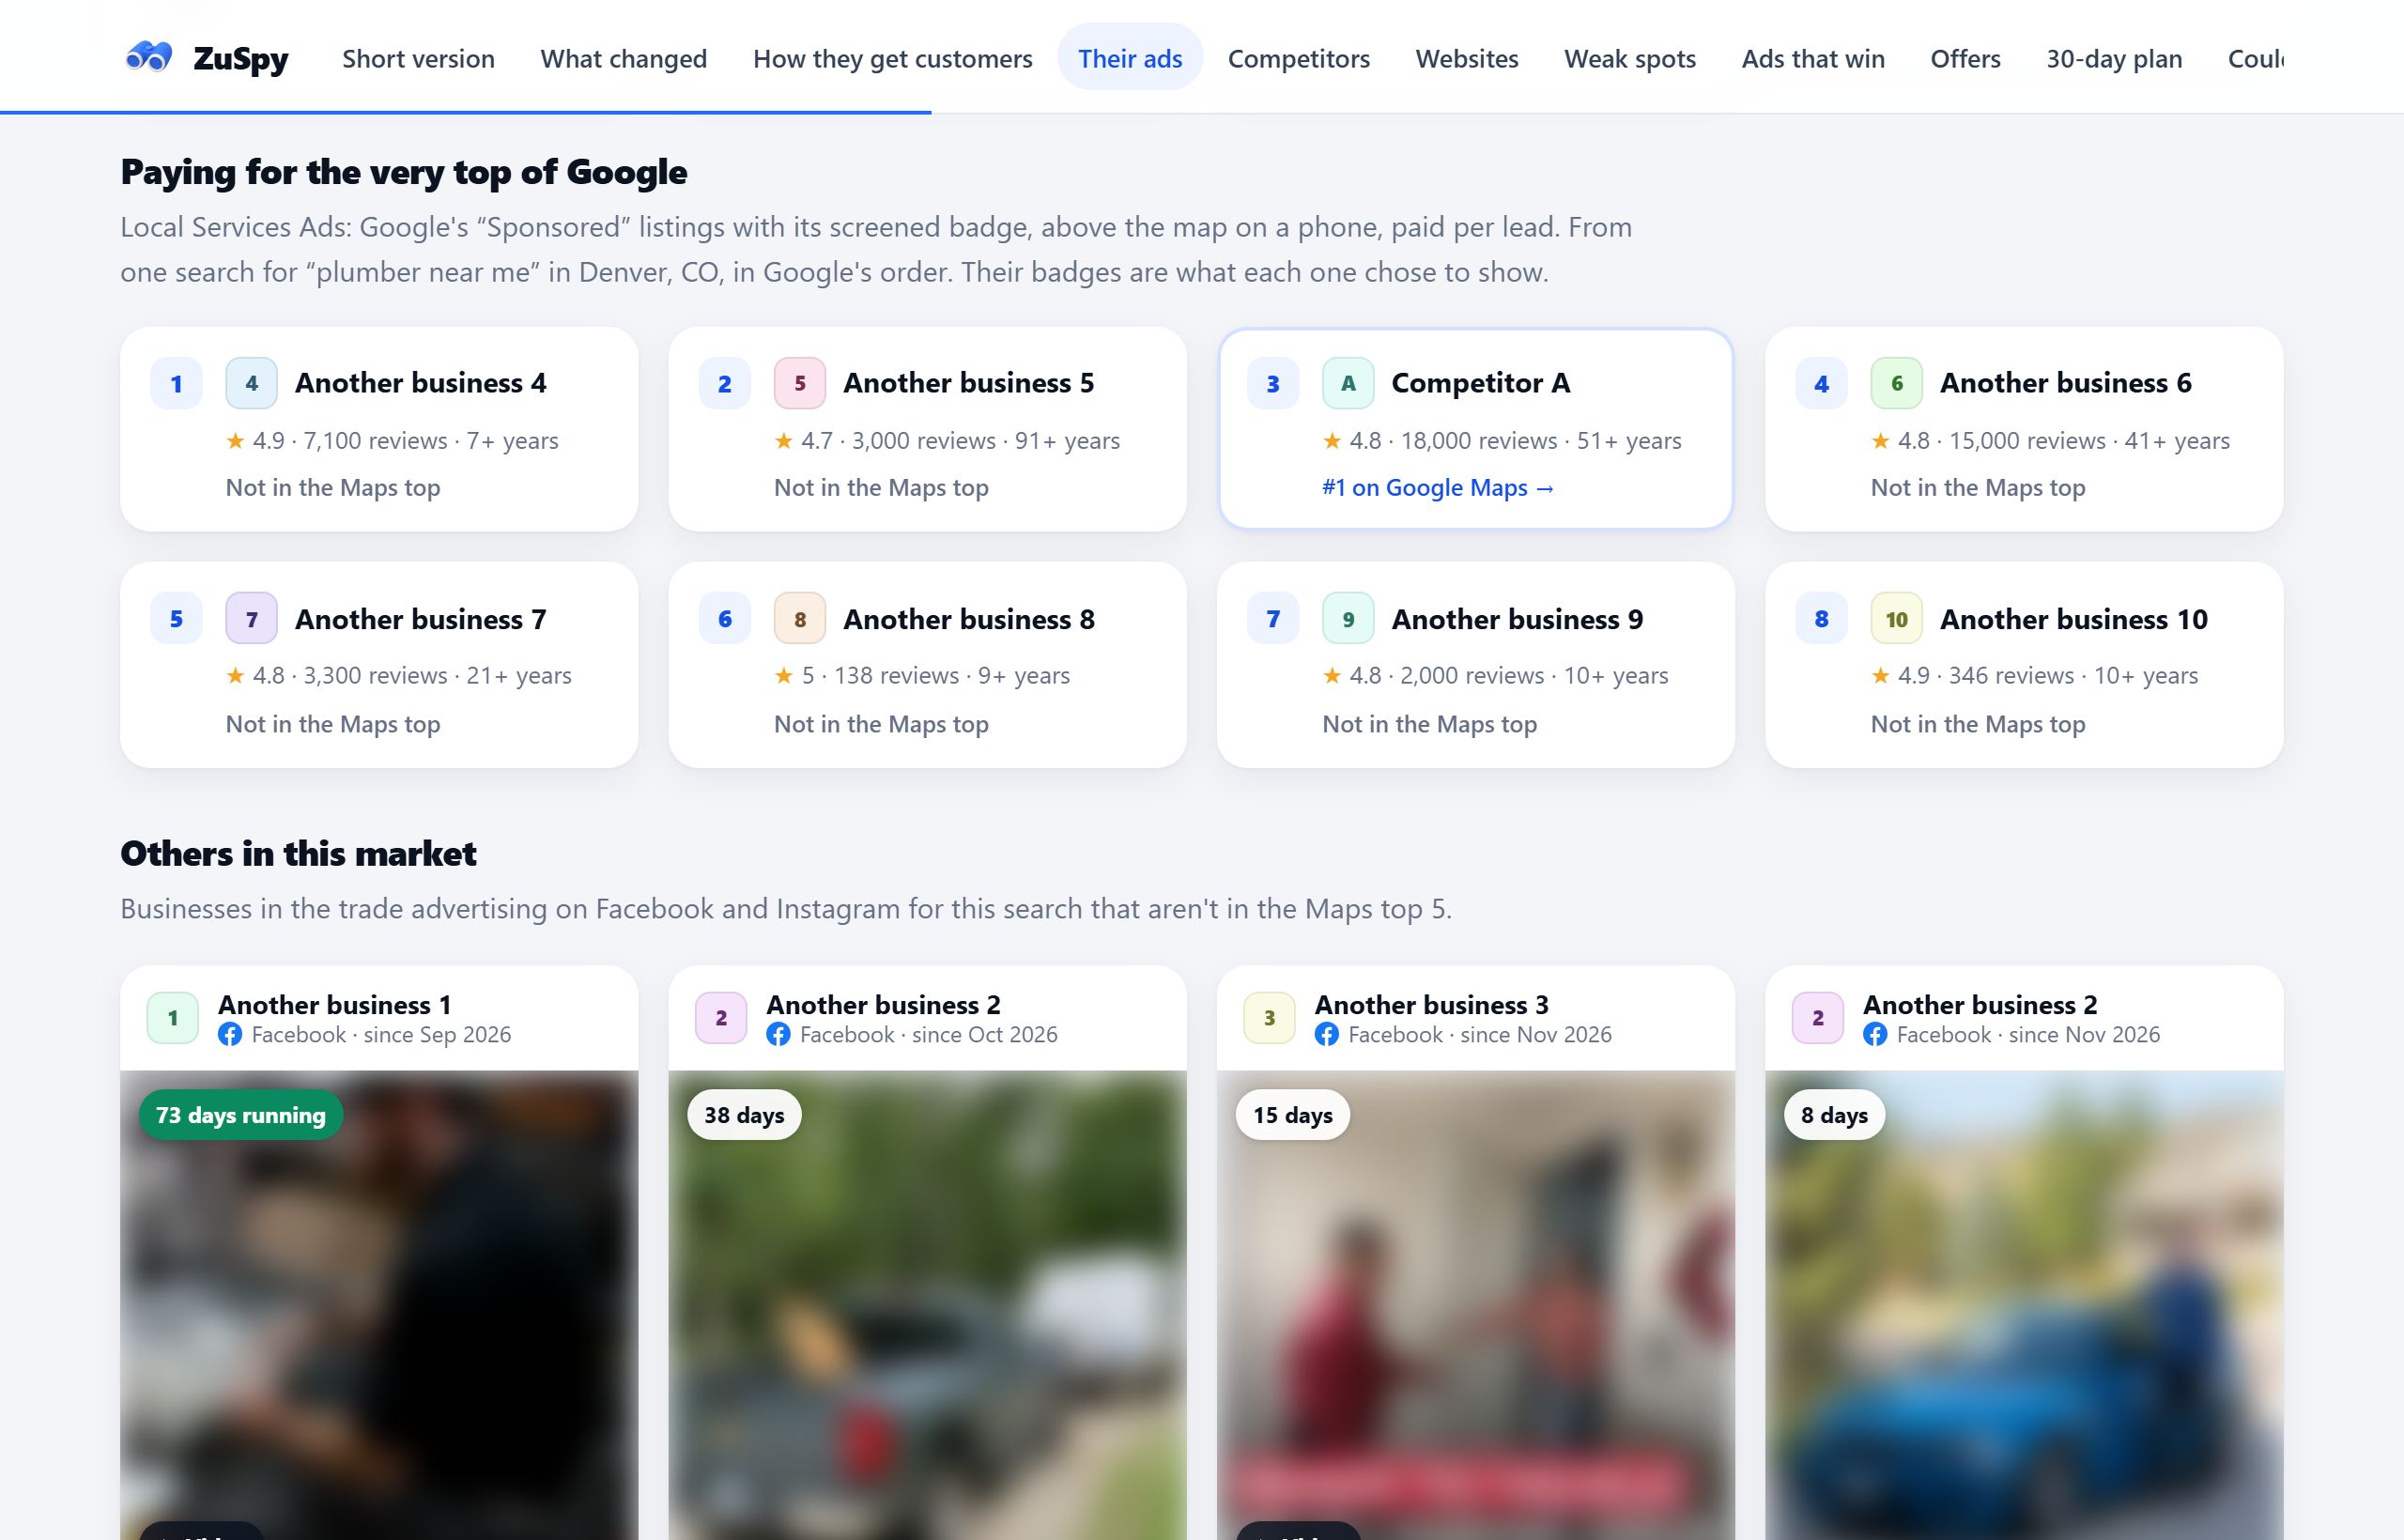 ZuSpy
Short version
What changed
How they get customers
Their ads
Competitors
Websites
Weak spots
Ads that win
Offers
30-day plan
Paying for the very top of Google
Local Services Ads: Google's “Sponsored” listings with its screened badge, above the map on a phone, paid per lead. From
one search for “plumber near me” in Denver, CO, in Google's order. Their badges are what each one chose to show.
1
4
Another business 4
★ 4.9 · 7,100 reviews · 7+ years
Not in the Maps top
2
5
Another business 5
★ 4.7 · 3,000 reviews · 91+ years
Not in the Maps top
3
A
Competitor A
★ 4.8 · 18,000 reviews · 51+ years
#1 on Google Maps →
4
6
Another business 6
★ 4.8 · 15,000 reviews · 41+ years
Not in the Maps top
5
7
Another business 7
★ 4.8 · 3,300 reviews · 21+ years
Not in the Maps top
6
8
Another business 8
★ 5 · 138 reviews · 9+ years
Not in the Maps top
7
9
Another business 9
★ 4.8 · 2,000 reviews · 10+ years
Not in the Maps top
8
10
Another business 10
★ 4.9 · 346 reviews · 10+ years
Not in the Maps top
Others in this market
Businesses in the trade advertising on Facebook and Instagram for this search that aren't in the Maps top 5.
1
Another business 1
Facebook · since Sep 2026
73 days running
2
Another business 2
Facebook · since Oct 2026
38 days
3
Another business 3
Facebook · since Nov 2026
15 days
2
Another business 2
Facebook · since Nov 2026
8 days